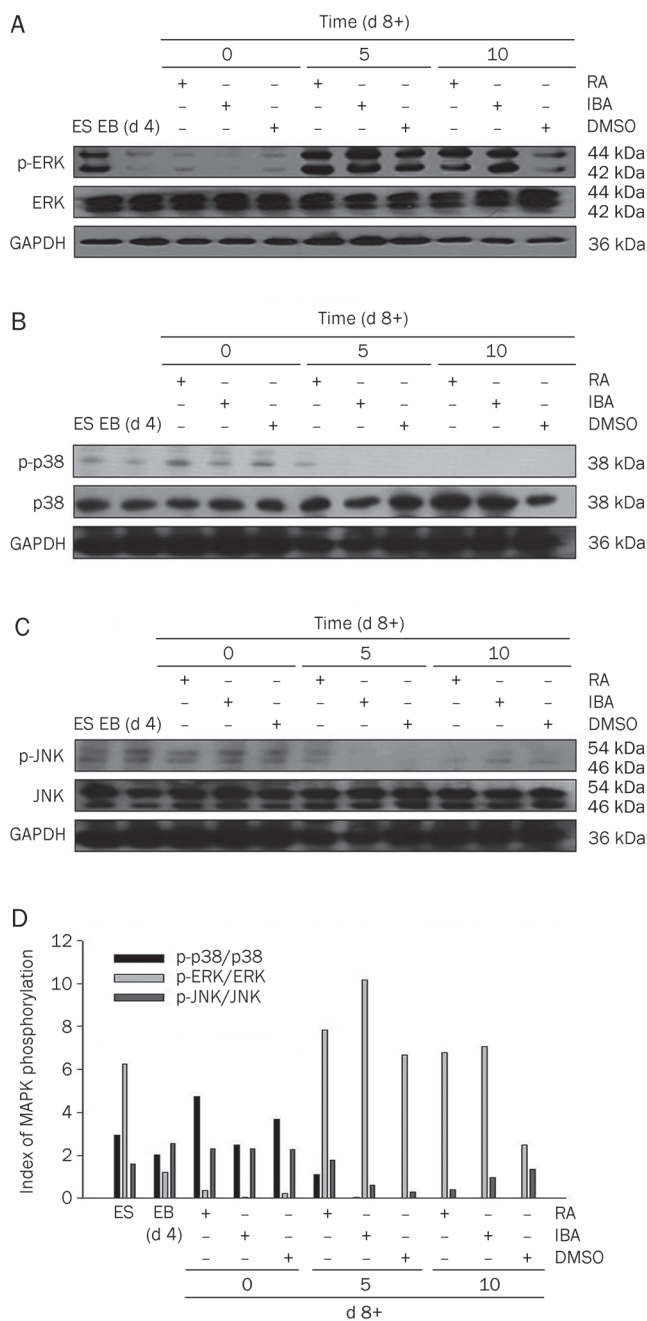 A
Time (d 8+)
0 5 10
+ – – + – – + – – RA
– + – – + – – + – IBA
ES EB (d 4) – – + – – + – – + DMSO
p-ERK 44 kDa
42 kDa
ERK 44 kDa
42 kDa
GAPDH 36 kDa
B
Time (d 8+)
0 5 10
+ – – + – – + – – RA
– + – – + – – + – IBA
ES EB (d 4) – – + – – + – – + DMSO
p-p38 38 kDa
p38 38 kDa
GAPDH 36 kDa
C
Time (d 8+)
0 5 10
+ – – + – – + – – RA
– + – – + – – + – IBA
ES EB (d 4) – – + – – + – – + DMSO
p-JNK 54 kDa
46 kDa
JNK 54 kDa
46 kDa
GAPDH 36 kDa
D
Index of MAPK phosphorylation
12
10
8
6
4
2
0
p-p38/p38
p-ERK/ERK
p-JNK/JNK
ES EB + – – + – – + – – RA
(d 4) – + – – + – – + – IBA
– – + – – + – – + DMSO
0 5 10
d 8+